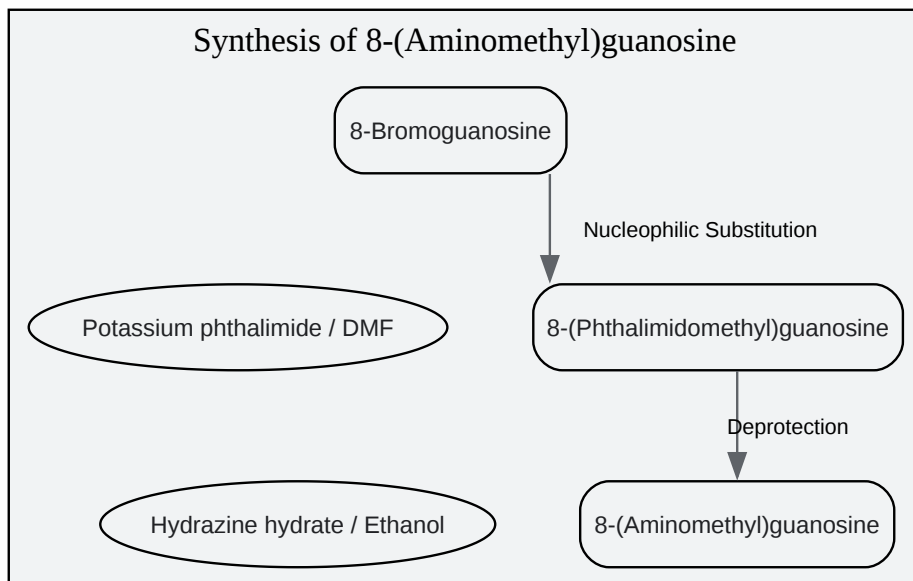 Synthesis of 8-(Aminomethyl)guanosine
8-Bromoguanosine
Nucleophilic Substitution
Potassium phthalimide / DMF
8-(Phthalimidomethyl)guanosine
Deprotection
Hydrazine hydrate / Ethanol
8-(Aminomethyl)guanosine